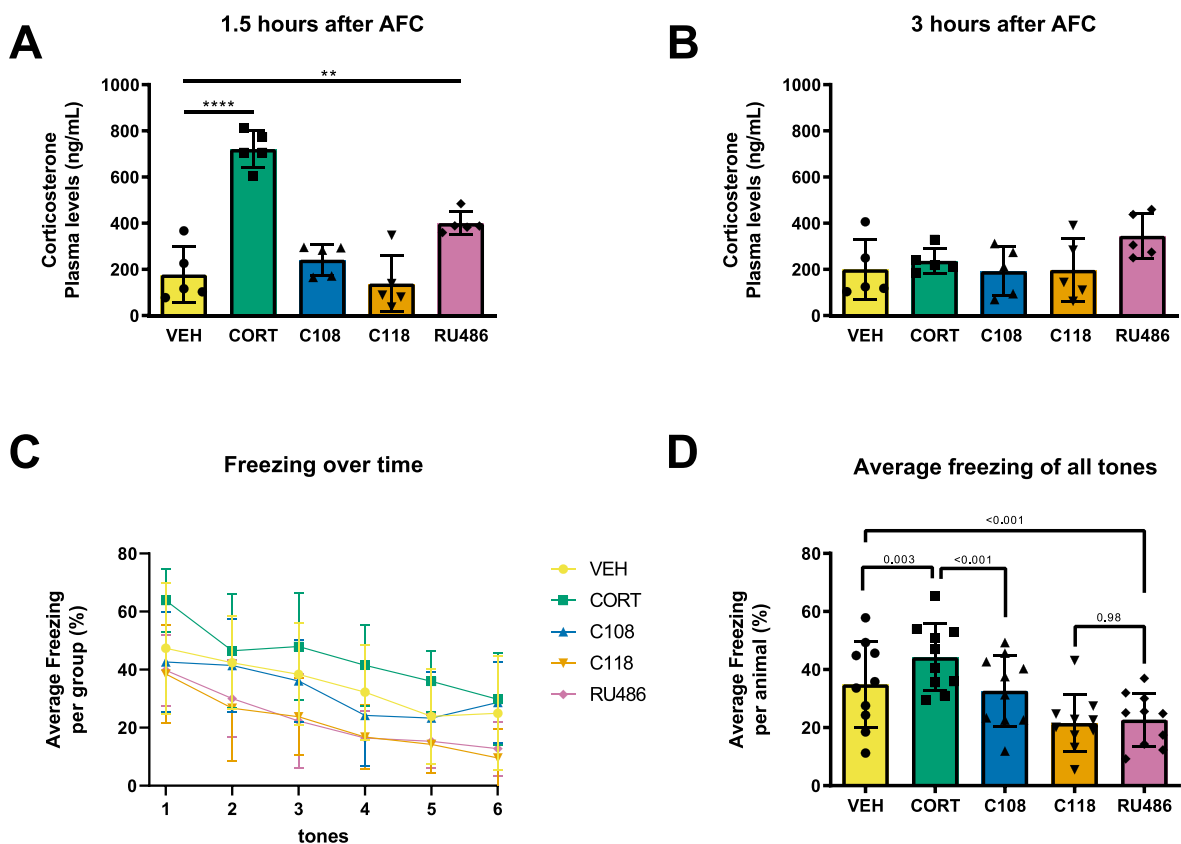 A
1.5 hours after AFC
Corticosterone
Plasma levels (ng/mL)
1000
800
600
400
200
0
**
****
VEH CORT C108 C118 RU486
B
3 hours after AFC
Corticosterone
Plasma levels (ng/mL)
1000
800
600
400
200
0
VEH CORT C108 C118 RU486
C
Freezing over time
Average Freezing
per group (%)
80
60
40
20
0
1 2 3 4 5 6
tones
VEH
CORT
C108
C118
RU486
D
Average freezing of all tones
Average Freezing
per animal (%)
80
60
40
20
0
<0.001
0.003
<0.001
0.98
VEH CORT C108 C118 RU486